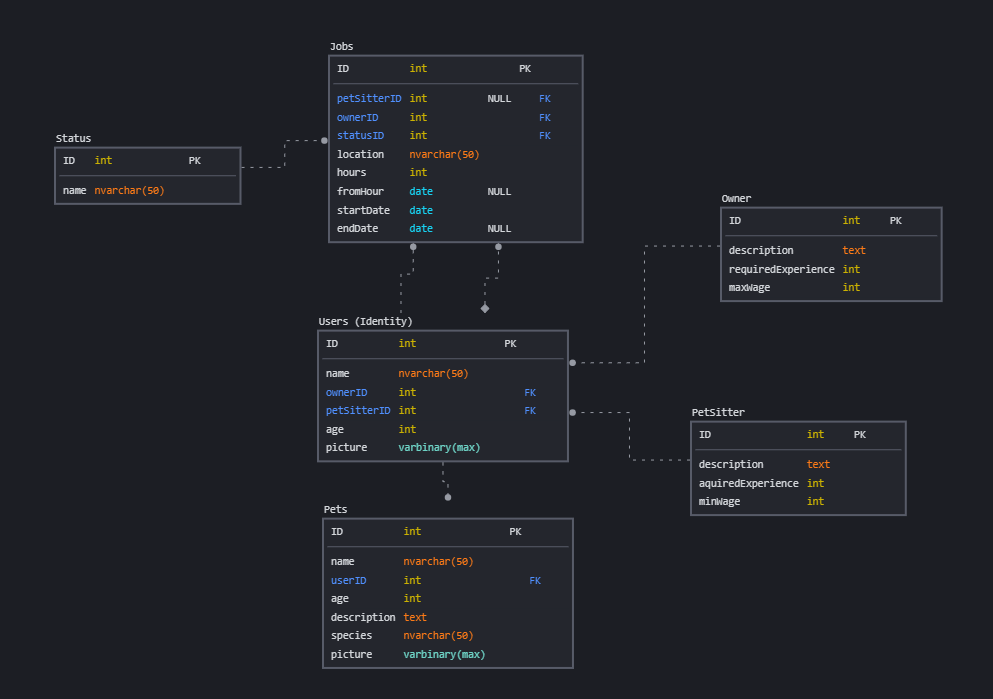 Jobs
ID int PK
petSitterID int NULL FK
ownerID int FK
statusID int FK
location nvarchar(50)
hours int
fromHour date NULL
startDate date
endDate date NULL
Status
ID int PK
name nvarchar(50)
Owner
ID int PK
description text
requiredExperience int
maxWage int
Users (Identity)
ID int PK
name nvarchar(50)
ownerID int FK
petSitterID int FK
age int
picture varbinary(max)
PetSitter
ID int PK
description text
aquiredExperience int
minWage int
Pets
ID int PK
name nvarchar(50)
userID int FK
age int
description text
species nvarchar(50)
picture varbinary(max)